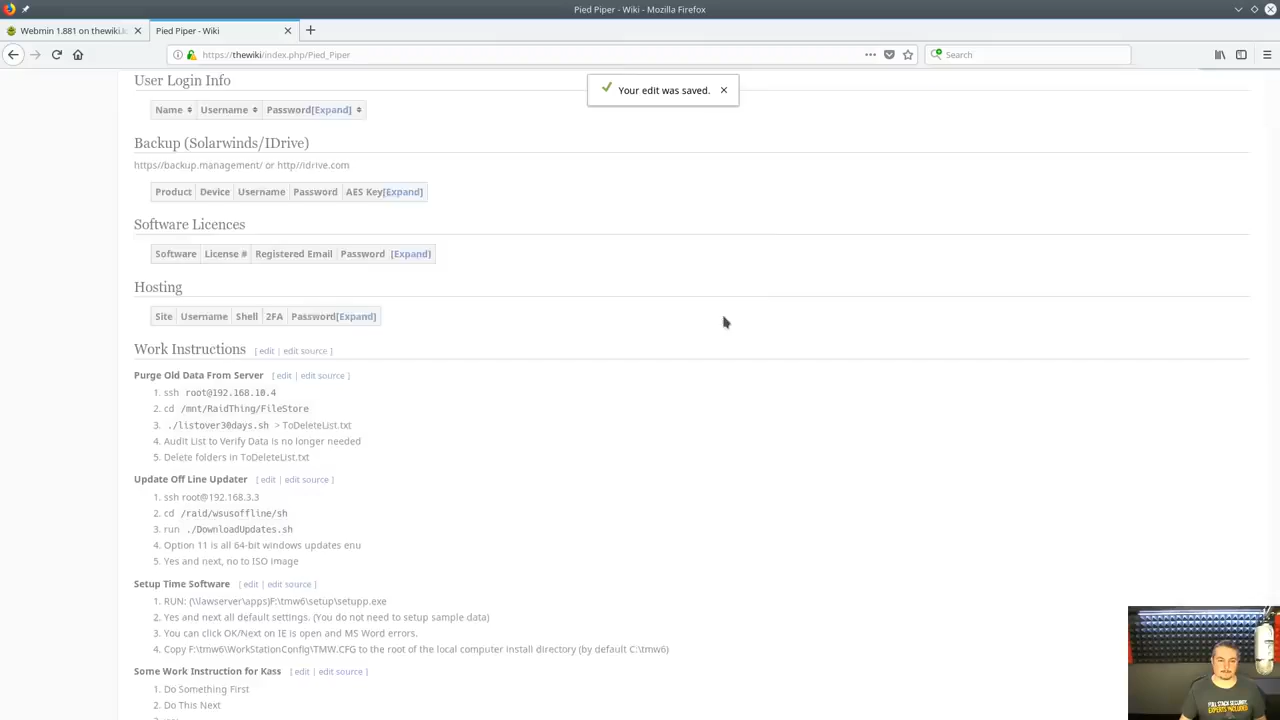 Pied Piper - Wiki - Mozilla Firefox
Webmin 1.881 on thewiki.l
Pied Piper - Wiki
https://thewiki/index.php/Pied_Piper
Search
Your edit was saved.
User Login Info
Name Username Password[Expand]
Backup (Solarwinds/IDrive)
https//backup.management/ or http//idrive.com
Product Device Username Password AES Key[Expand]
Software Licences
Software License # Registered Email Password [Expand]
Hosting
Site Username Shell 2FA Password[Expand]
Work Instructions [ edit | edit source ]
Purge Old Data From Server [ edit | edit source ]
1. ssh root@192.168.10.4
2. cd /mnt/RaidThing/FileStore
3. ./listover30days.sh > ToDeleteList.txt
4. Audit List to Verify Data is no longer needed
5. Delete folders in ToDeleteList.txt
Update Off Line Updater [ edit | edit source ]
1. ssh root@192.168.3.3
2. cd /raid/wsusoffline/sh
3. run ./DownloadUpdates.sh
4. Option 11 is all 64-bit windows updates enu
5. Yes and next, no to ISO image
Setup Time Software [ edit | edit source ]
1. RUN: (\\lawserver\apps)F:\tmw6\setup\setupp.exe
2. Yes and next all default settings. (You do not need to setup sample data)
3. You can click OK/Next on IE is open and MS Word errors.
4. Copy F:\tmw6\WorkStationConfig\TMW.CFG to the root of the local computer install directory (by default C:\tmw6)
Some Work Instruction for Kass [ edit | edit source ]
1. Do Something First
2. Do This Next
FULL STACK SECURITY,
EXPERTS INCLUDED